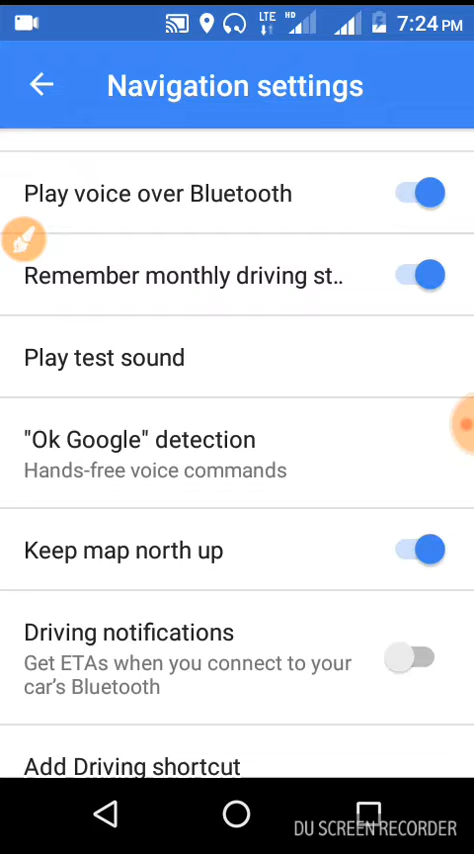 LTE HD 7:24 PM
Navigation settings
Play voice over Bluetooth
Remember monthly driving st..
Play test sound
"Ok Google" detection
Hands-free voice commands
Keep map north up
Driving notifications
Get ETAs when you connect to your
car's Bluetooth
Add Driving shortcut
DU SCREEN RECORDER